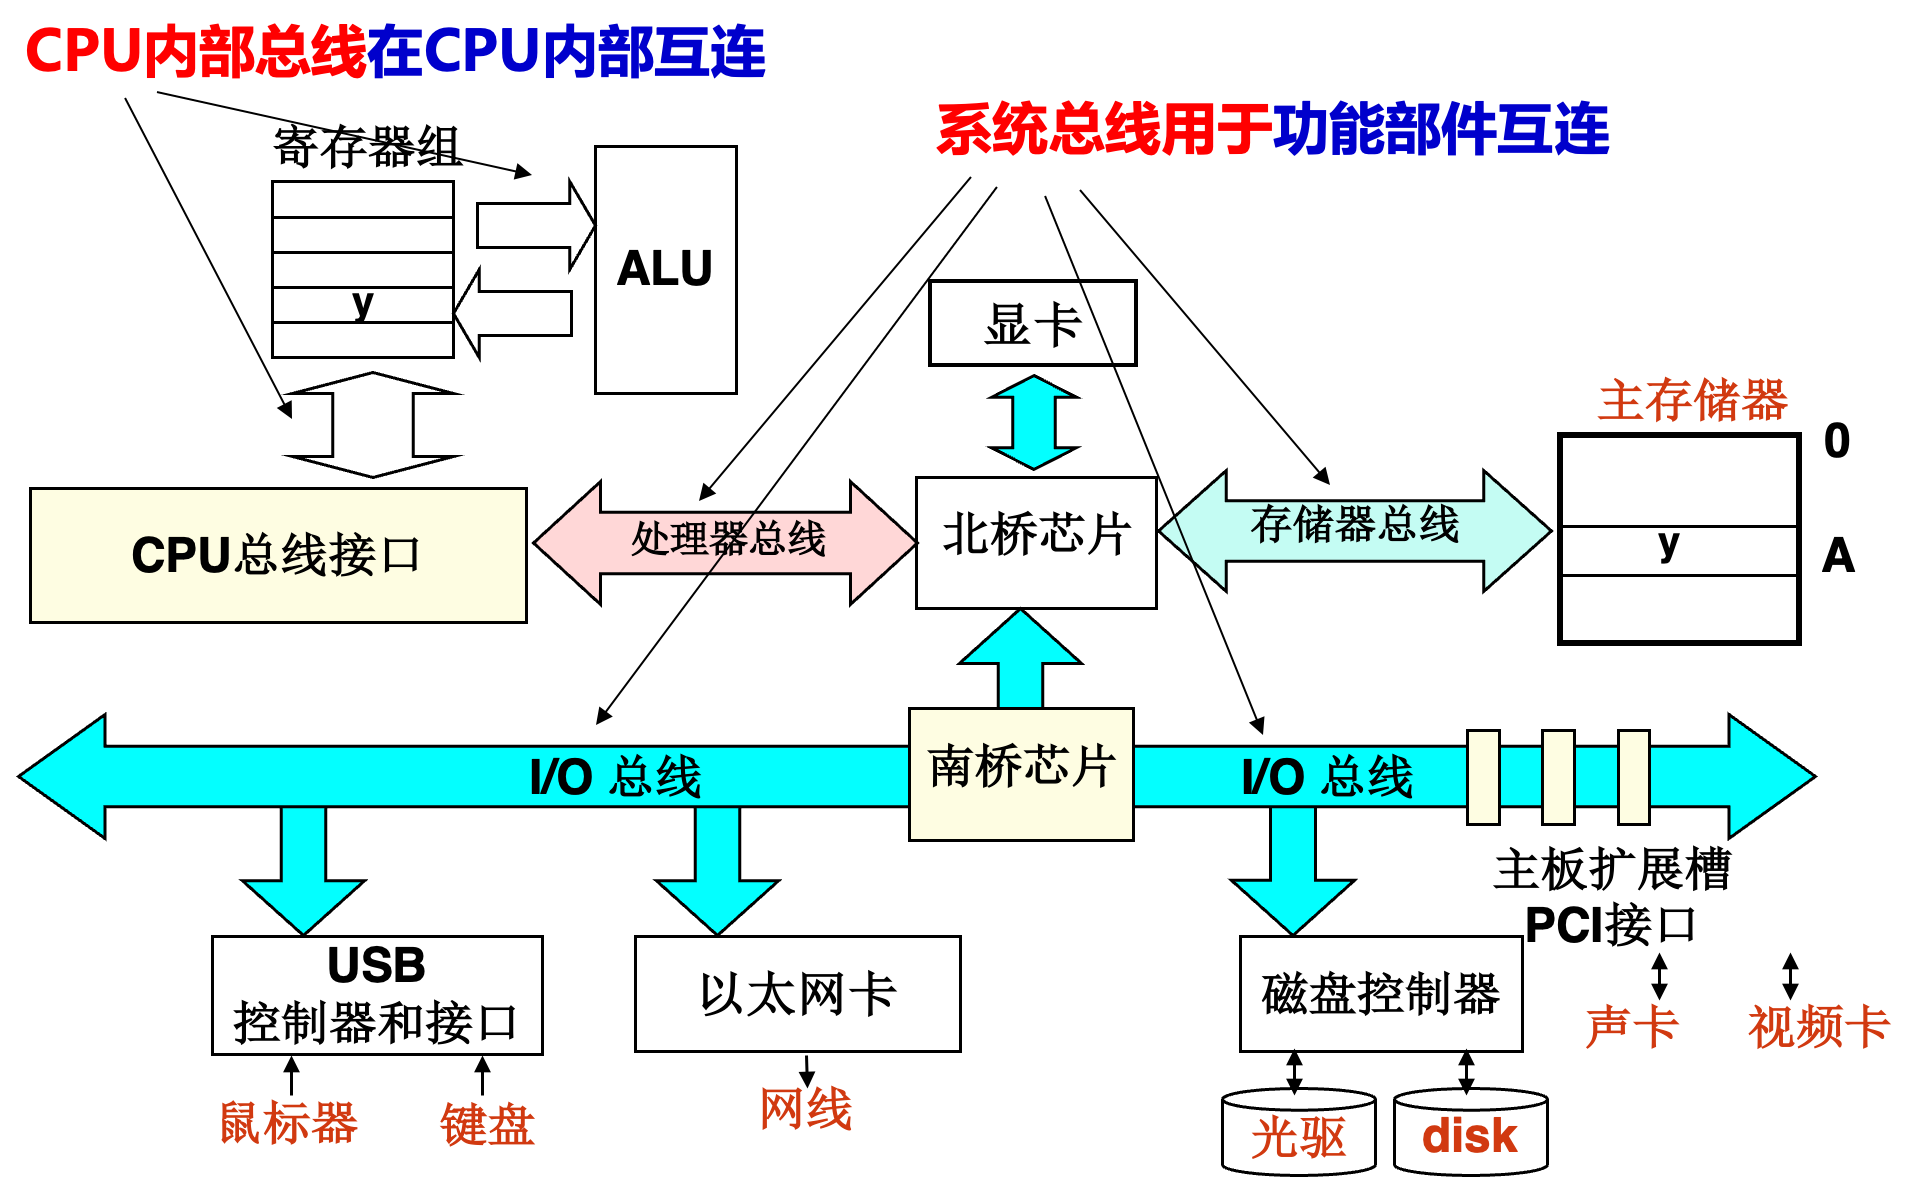 CPU内部总线在CPU内部互连
系统总线用于功能部件互连
寄存器组
ALU
y
显卡
主存储器
0
CPU总线接口
处理器总线
北桥芯片
存储器总线
y
A
I/O 总线
南桥芯片
I/O 总线
主板扩展槽
PCI接口
USB
控制器和接口
以太网卡
磁盘控制器
声卡
视频卡
鼠标器
键盘
网线
光驱
disk